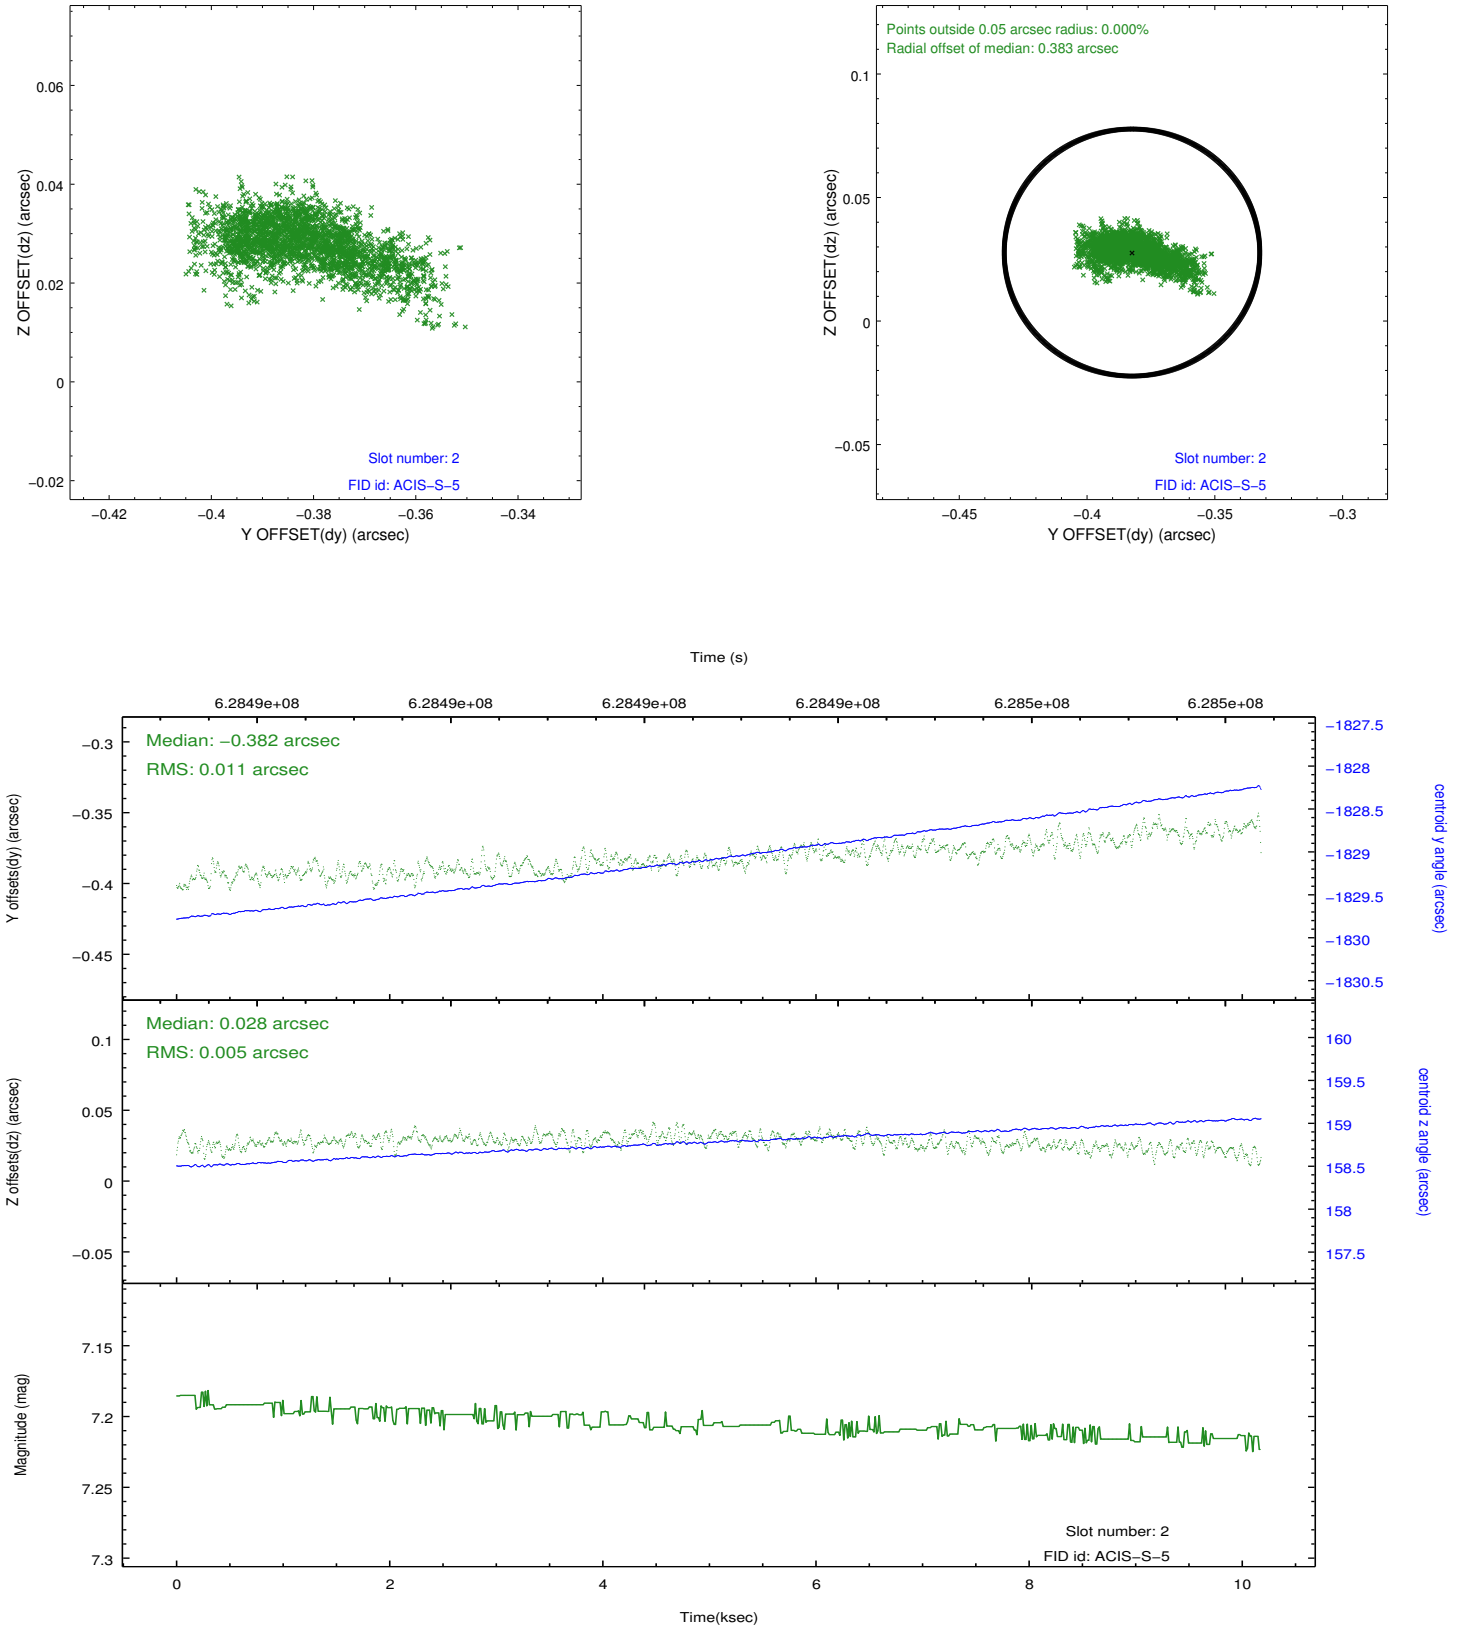 0.06
0.04
0.02
0
−0.02
Z OFFSET(dz) (arcsec)
Slot number: 2
FID id: ACIS−S−5
−0.42
−0.4
−0.38
−0.36
−0.34
Y OFFSET(dy) (arcsec)
Points outside 0.05 arcsec radius: 0.000%
Radial offset of median: 0.383 arcsec
0.1
0.05
0
−0.05
Z OFFSET(dz) (arcsec)
Slot number: 2
FID id: ACIS−S−5
−0.45
−0.4
−0.35
−0.3
Y OFFSET(dy) (arcsec)
Time (s)
6.2849e+08
6.2849e+08
6.2849e+08
6.2849e+08
6.285e+08
6.285e+08
Median: −0.382 arcsec
RMS: 0.011 arcsec
−0.3
−0.35
−0.4
−0.45
Y offsets(dy) (arcsec)
−1827.5
−1828
−1828.5
−1829
−1829.5
−1830
−1830.5
centroid y angle (arcsec)
Median: 0.028 arcsec
RMS: 0.005 arcsec
0.1
0.05
0
−0.05
Z offsets(dz) (arcsec)
160
159.5
159
158.5
158
157.5
centroid z angle (arcsec)
7.15
7.2
7.25
7.3
Magnitude (mag)
Slot number: 2
FID id: ACIS−S−5
0
2
4
6
8
10
Time(ksec)